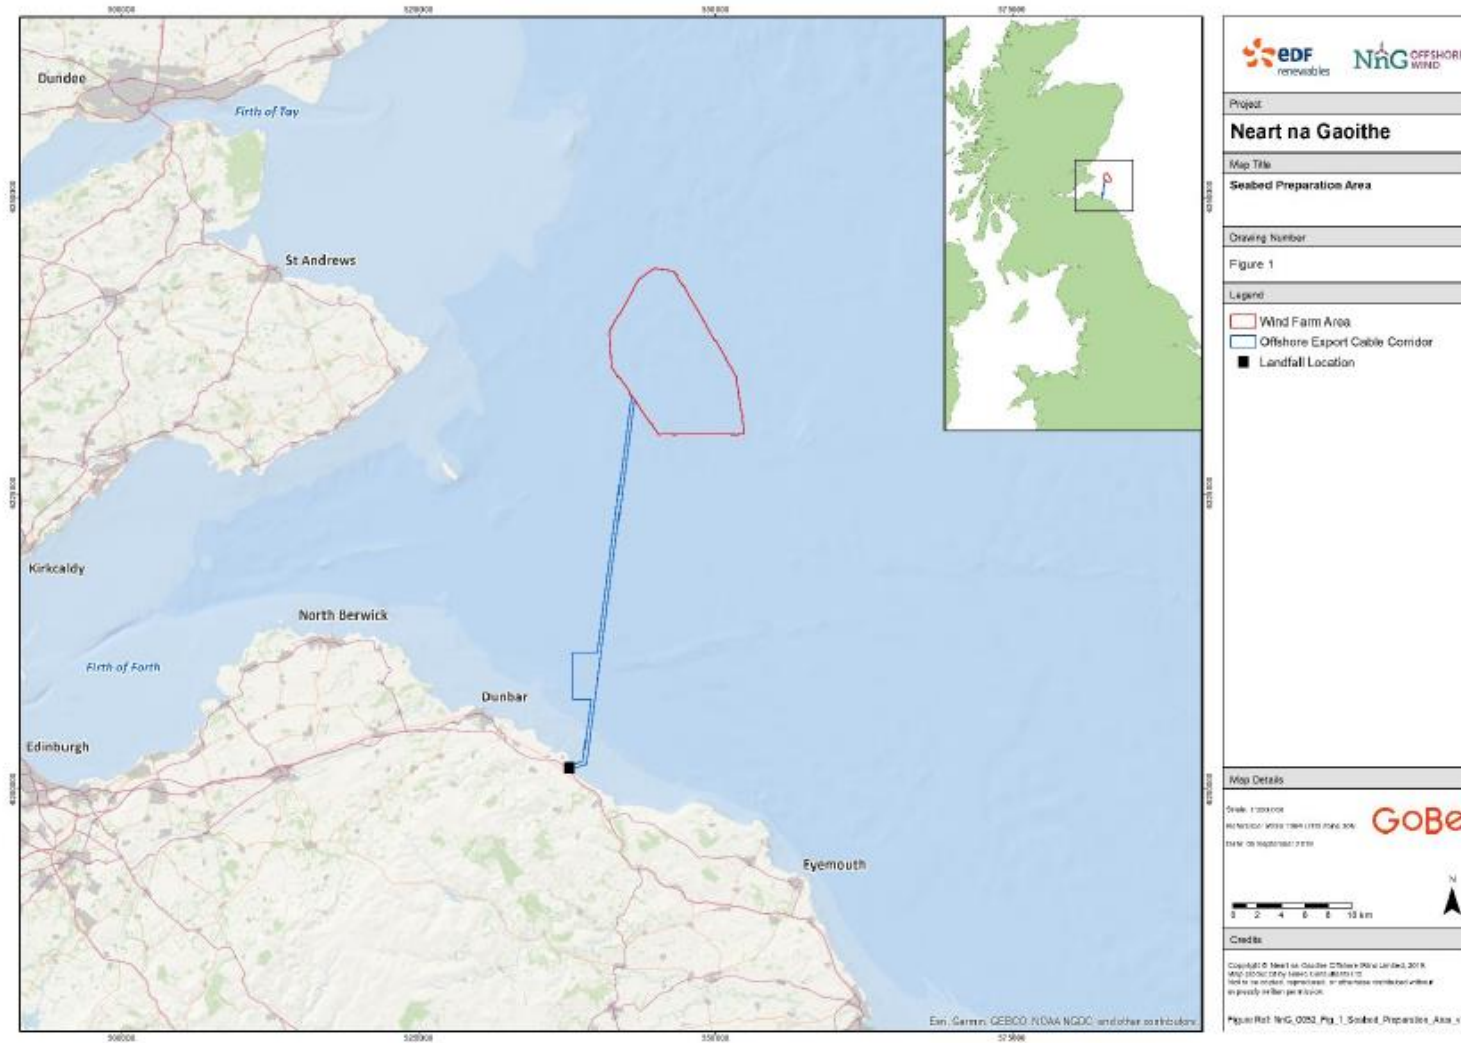 Dundee
Firth of Tay
St Andrews
Kirkcaldy
North Berwick
Firth of Forth
Dunbar
Edinburgh
Eyemouth
Esri, Garmin, GEBCO, NOAA NGDC, and other contributors
eDF
renewables
NnG OFFSHORE
WIND
Project
Neart na Gaoithe
Map Title
Seabed Preparation Area
Drawing Number
Figure 1
Legend
Wind Farm Area
Offshore Export Cable Corridor
Landfall Location
Map Details
GoBe
N
0 2 4 6 8 10 km
Credits